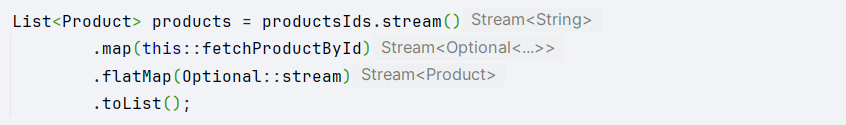 List<Product> products = productsIds.stream() Stream<String>
.map(this::fetchProductById) Stream<Optional<...>>
.flatMap(Optional::stream) Stream<Product>
.toList();